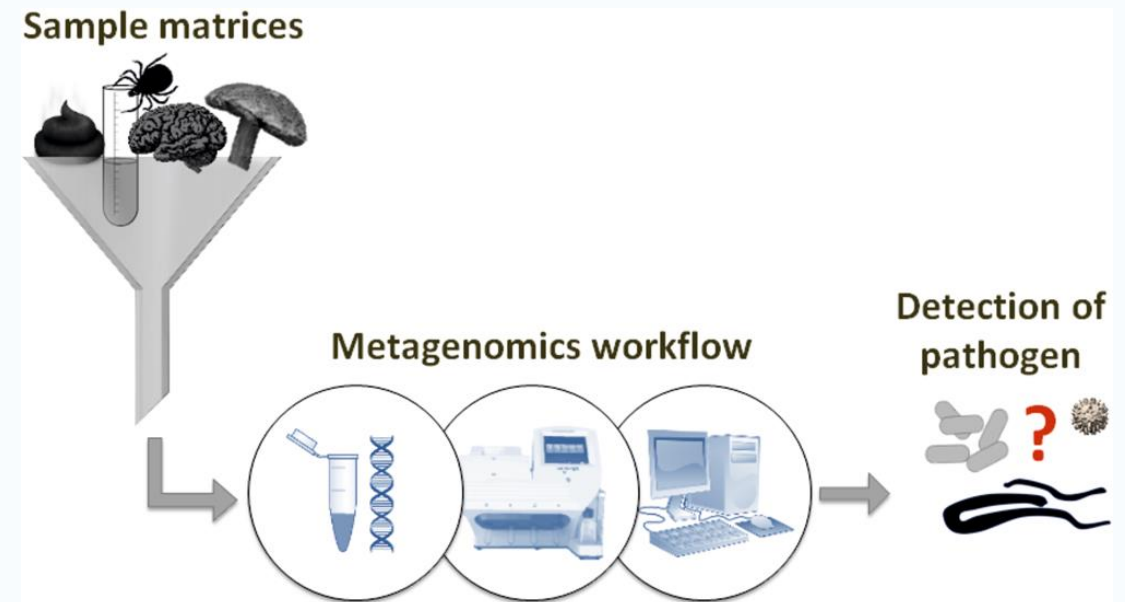 Sample matrices
Metagenomics workflow
Detection of
pathogen
?